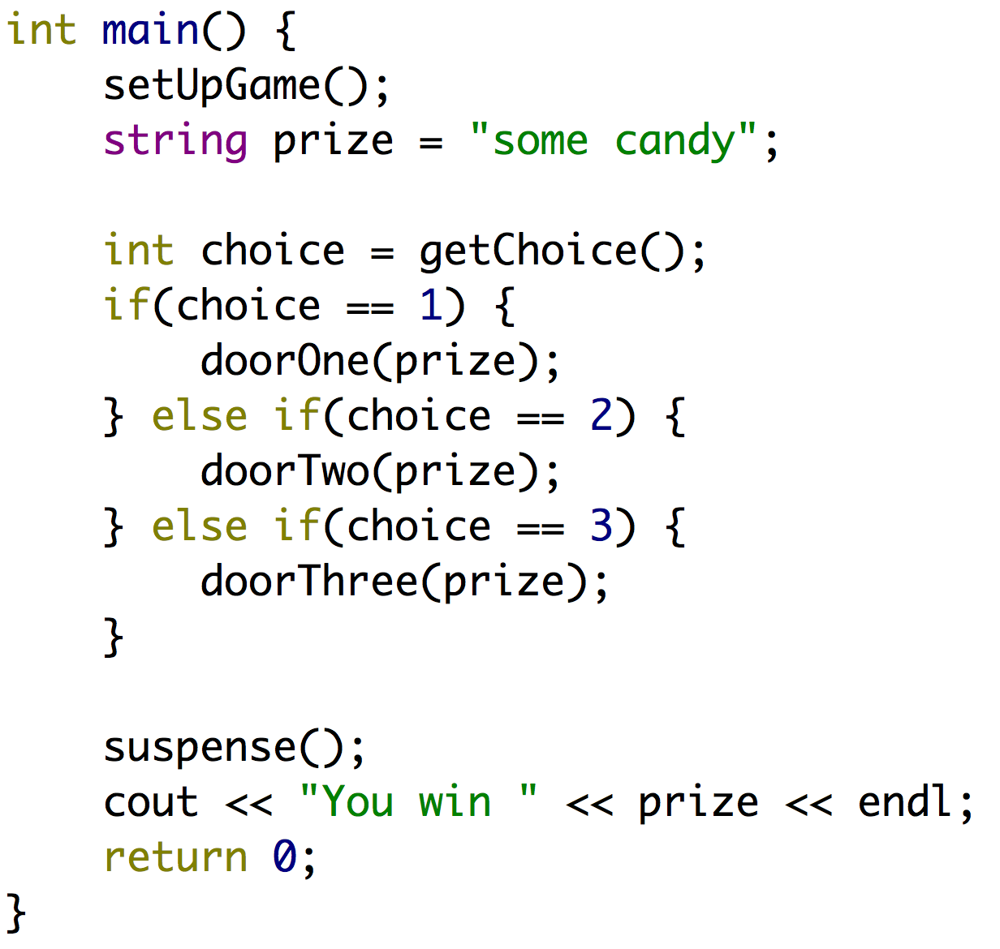 int main() {
    setUpGame();
    string prize = "some candy";

    int choice = getChoice();
    if(choice == 1) {
        doorOne(prize);
    } else if(choice == 2) {
        doorTwo(prize);
    } else if(choice == 3) {
        doorThree(prize);
    }

    suspense();
    cout << "You win " << prize << endl;
    return 0;
}